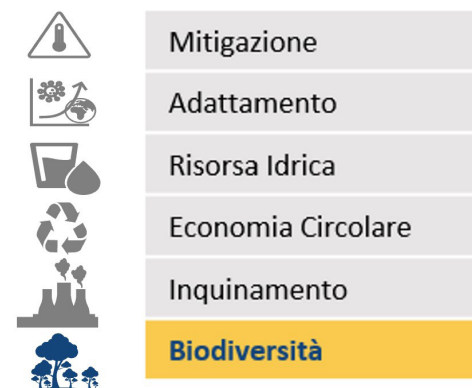 Mitigazione
Adattamento
Risorsa Idrica
Economia Circolare
Inquinamento
Biodiversità